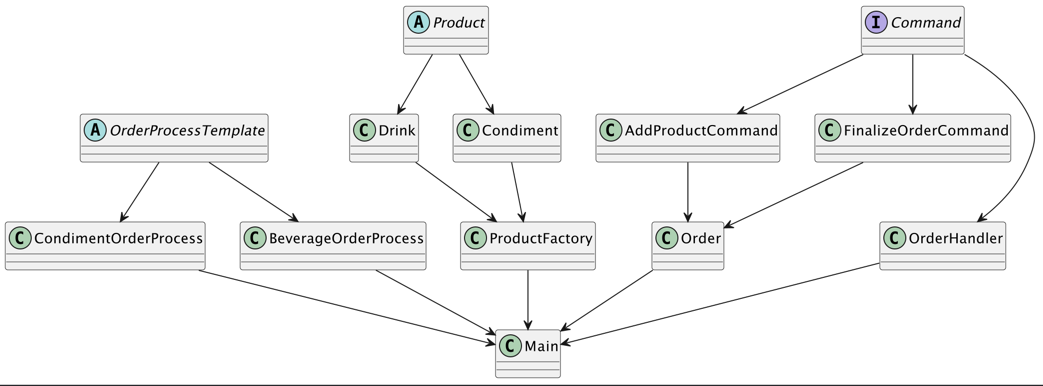 A Product
I Command
A OrderProcessTemplate
C Drink
C Condiment
C AddProductCommand
C FinalizeOrderCommand
C CondimentOrderProcess
C BeverageOrderProcess
C ProductFactory
C Order
C OrderHandler
C Main